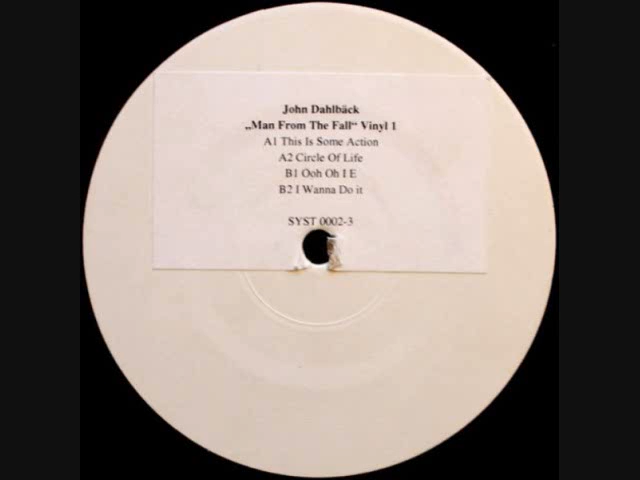 John Dahlbäck
„Man From The Fall“ Vinyl 1
A1 This Is Some Action
A2 Circle Of Life
B1 Ooh Oh I E
B2 I Wanna Do it
SYST 0002-3